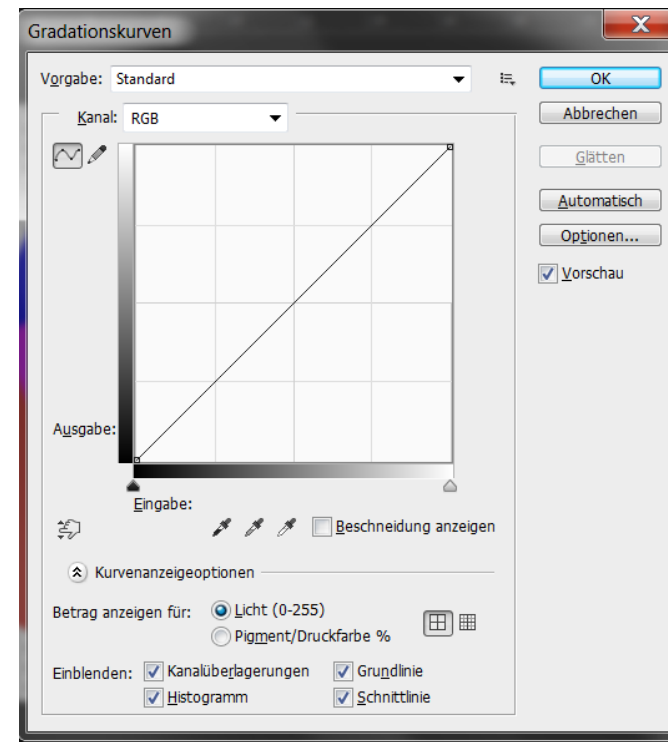 Gradationskurven
Vorgabe: Standard
OK
Kanal: RGB
Abbrechen
Glätten
Automatisch
Optionen...
Vorschau
Ausgabe:
Eingabe:
Beschneidung anzeigen
Kurvenanzeigeoptionen
Betrag anzeigen für: Licht (0-255)
Pigment/Druckfarbe %
Einblenden: Kanalüberlagerungen Grundlinie
Histogramm Schnittlinie